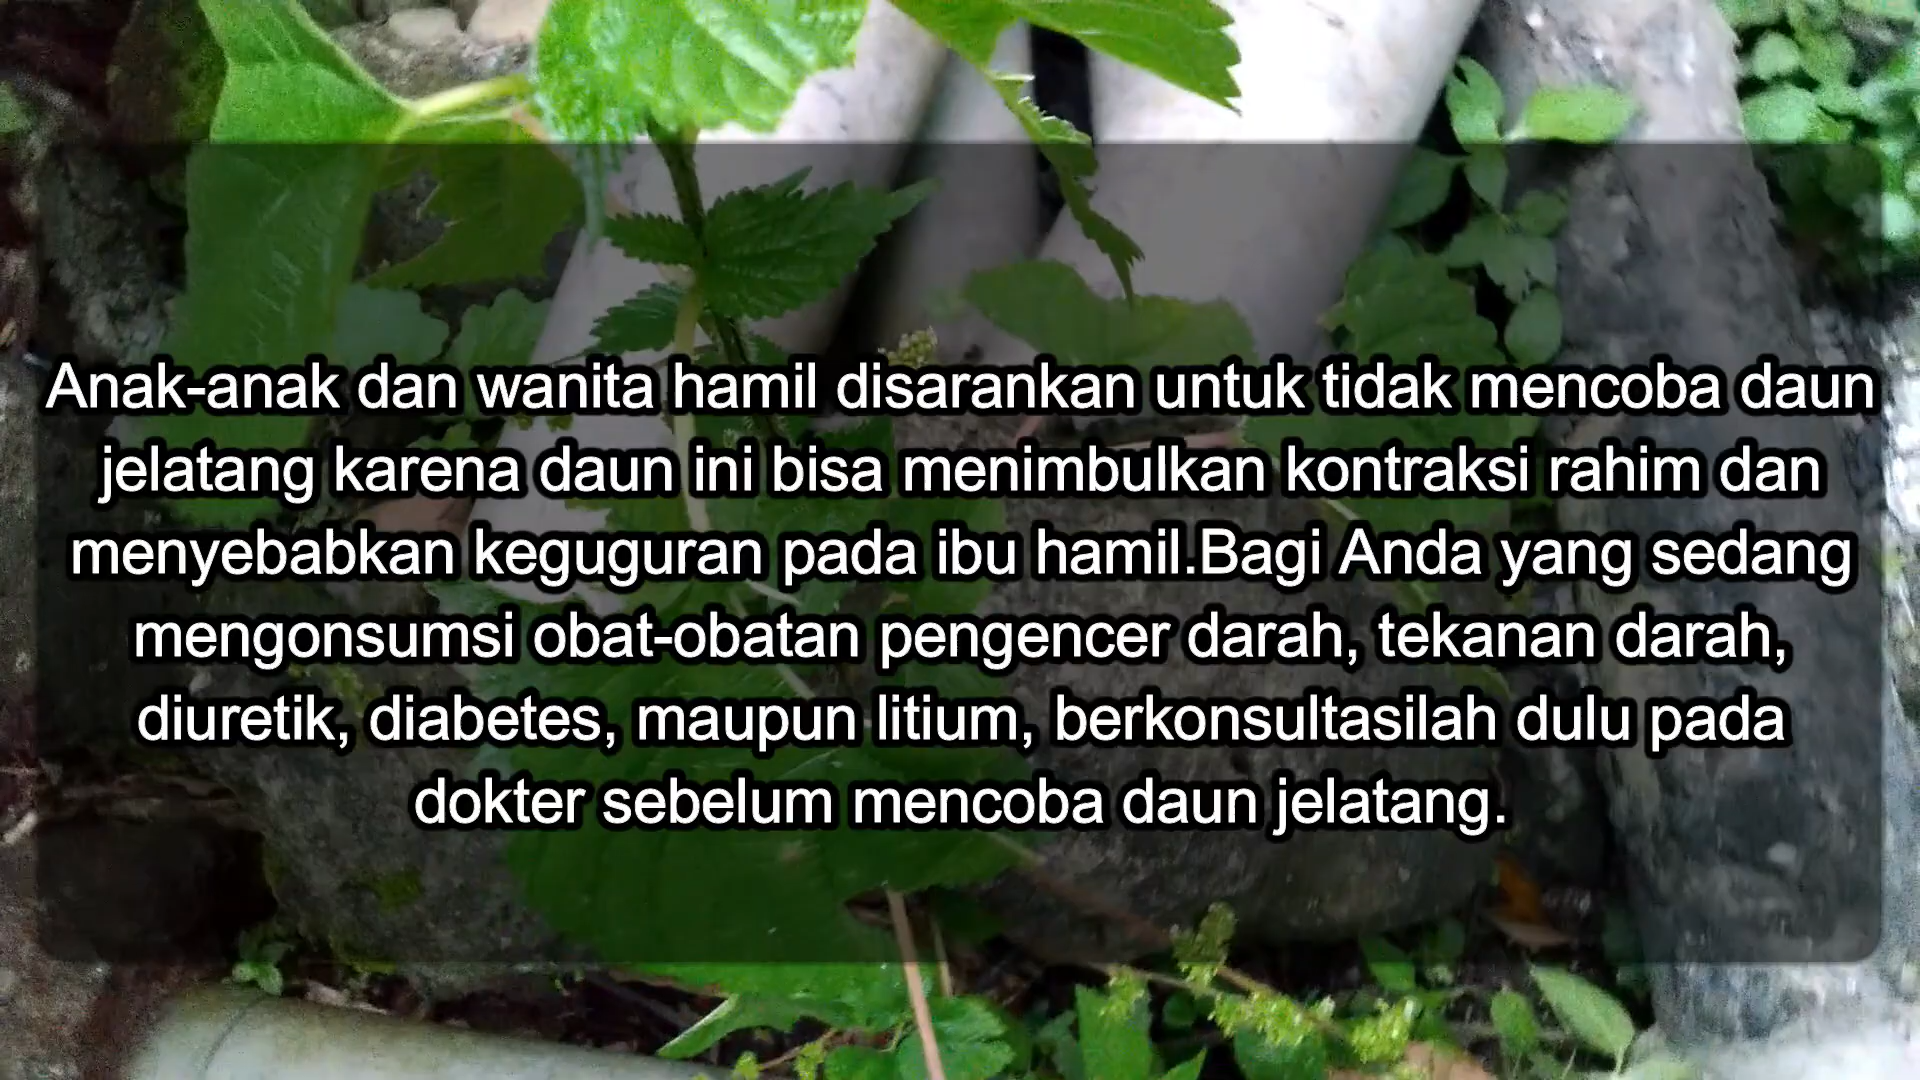 Anak-anak dan wanita hamil disarankan untuk tidak mencoba daun
jelatang karena daun ini bisa menimbulkan kontraksi rahim dan
menyebabkan keguguran pada ibu hamil.Bagi Anda yang sedang
mengonsumsi obat-obatan pengencer darah, tekanan darah,
diuretik, diabetes, maupun litium, berkonsultasilah dulu pada
dokter sebelum mencoba daun jelatang.